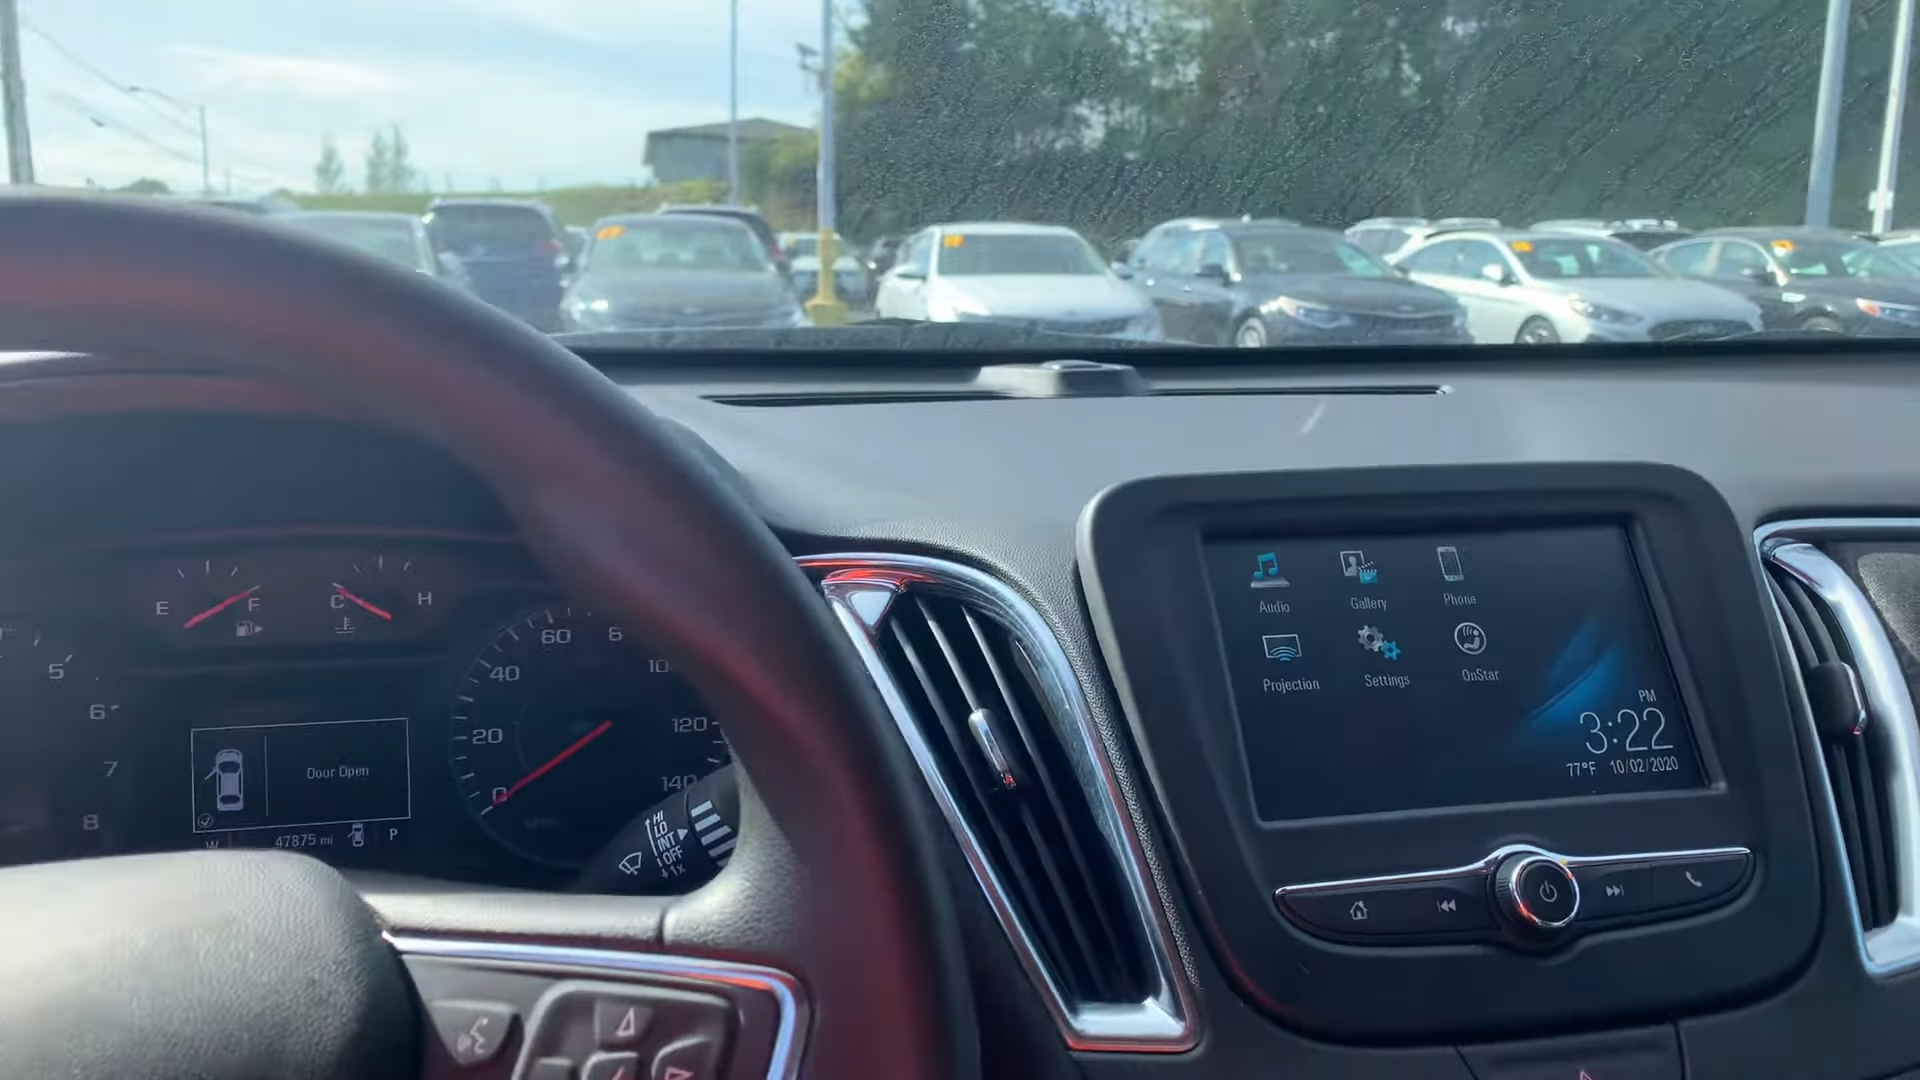 E
F
C
H
5
6
7
8
0
20
40
60
120
140
Door Open
W
47875 mi
P
HI
LO
INT
OFF
1x
Audio
Gallery
Phone
Projection
Settings
OnStar
PM
3:22
77°F 10/02/2020